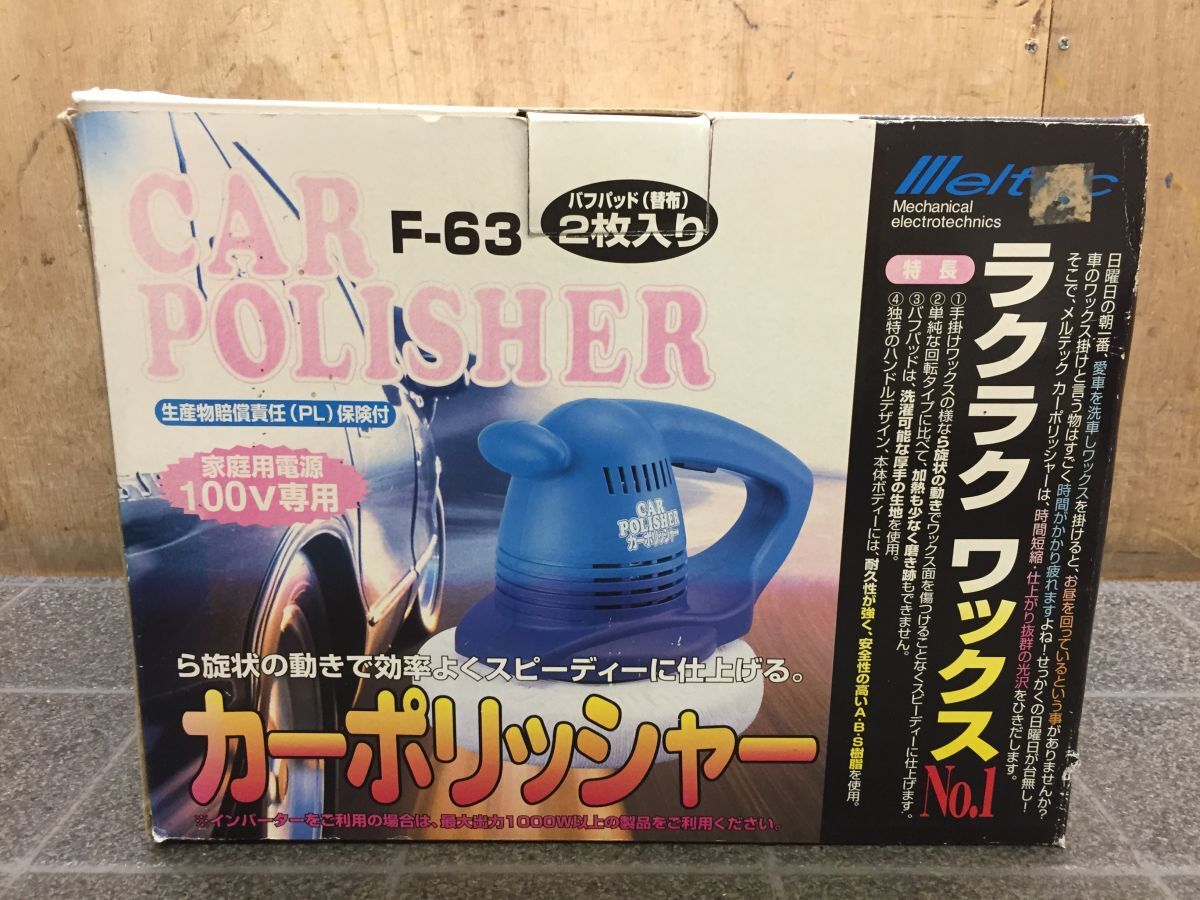 CAR
POLISHER
F-63
バフパッド(替布)
2枚入り
生産物賠償責任(PL)保険付
家庭用電源
100V専用
CAR
POLISHER
カーポリッシャー
ら旋状の動きで効率よくスピーディーに仕上げる。
カーポリッシャー
※インバーターをご利用の場合は、最大出力1000W以上の製品をご利用ください。
Mechanical
electrotechnics
日曜日の朝一番、愛車を洗車しワックスを掛けると、お昼を回っているという事がありませんか?
車のワックス掛けと言う物はすごく時間がかかり疲れますよね!せっかくの日曜日が台無し!
そこで、メルテック カーポリッシャーは、時間短縮・仕上がり抜群の光沢をひきだします。
ラクラク ワックス
No.1
特長
①手掛けワックスの様なら旋状の動きでワックス面を傷つけることなくスピーディーに仕上げます。
②単純な回転タイプに比べて、加熱も少なく磨き跡もできません。
③バフパッドは、洗濯可能な厚手の生地を使用。
④独特のハンドルデザイン、本体ボディーには、耐久性が強く、安全性の高いA・B・S樹脂を使用。